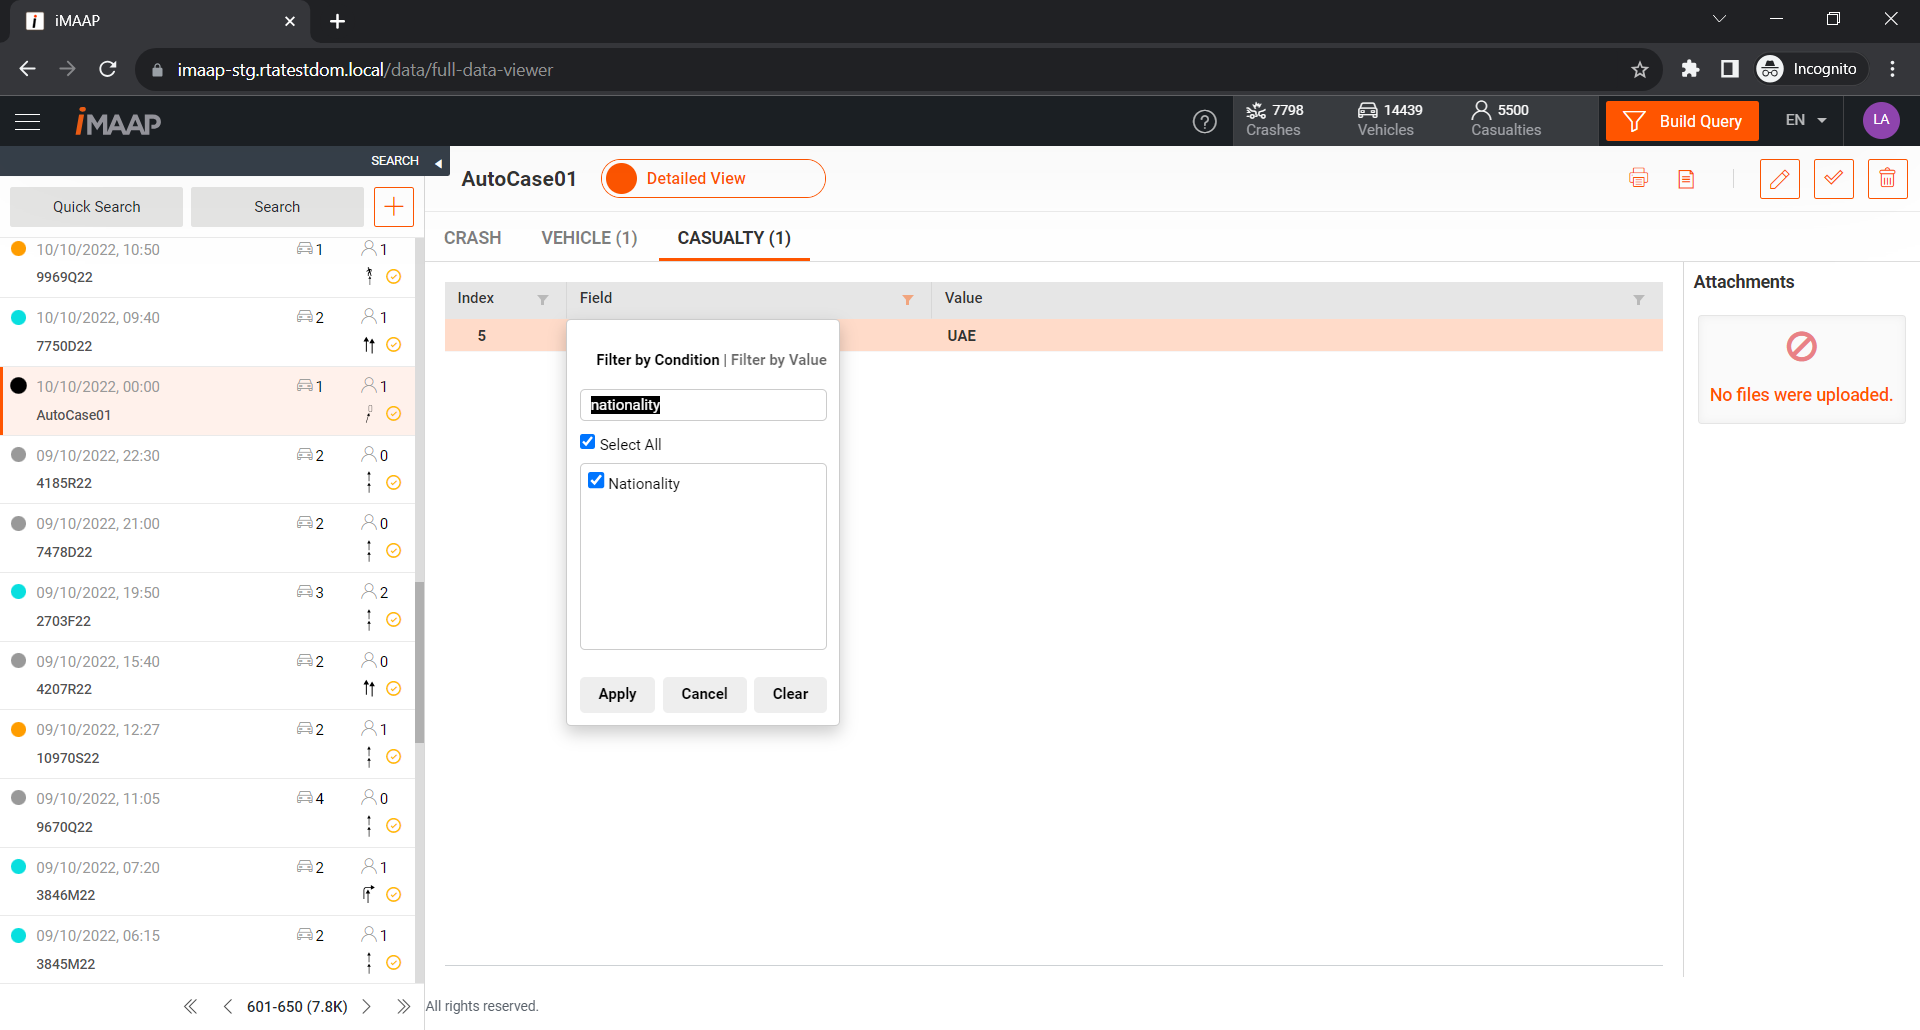 iMAAP
imaap-stg.rtatestdom.local/data/full-data-viewer
Incognito
iMAAP
7798
Crashes
14439
Vehicles
5500
Casualties
Build Query
EN
LA
SEARCH
Quick Search
Search
AutoCase01
Detailed View
CRASH
VEHICLE (1)
CASUALTY (1)
10/10/2022, 10:50 1 1
9969Q22
10/10/2022, 09:40 2 1
7750D22
10/10/2022, 00:00 1 1
AutoCase01
09/10/2022, 22:30 2 0
4185R22
09/10/2022, 21:00 2 0
7478D22
09/10/2022, 19:50 3 2
2703F22
09/10/2022, 15:40 2 0
4207R22
09/10/2022, 12:27 2 1
10970S22
09/10/2022, 11:05 4 0
9670Q22
09/10/2022, 07:20 2 1
3846M22
09/10/2022, 06:15 2 1
3845M22
601-650 (7.8K)
Index Field Value
5 UAE
Filter by Condition | Filter by Value
nationality
Select All
Nationality
Apply Cancel Clear
Attachments
No files were uploaded.
All rights reserved.